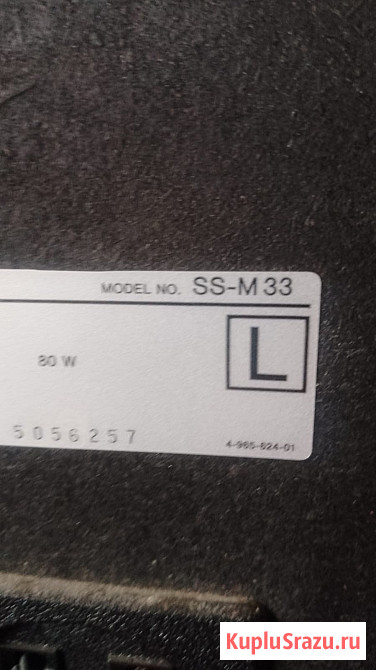 MODEL NO. SS-M33
L
80 W
5056257
4-965-624-01
KupluSrazu.ru